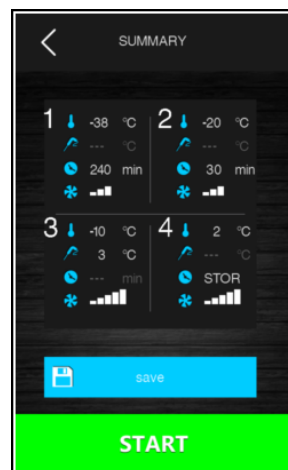 SUMMARY
1 -38 °C
--- °C
240 min
2 -20 °C
--- °C
30 min
3 -10 °C
3 °C
--- min
4 2 °C
--- °C
STOR
save
START